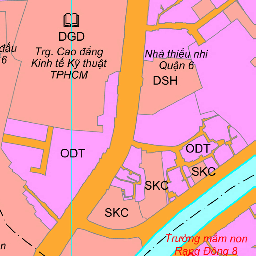 DGD
Trg. Cao đẳng
Kinh tế Kỹ thuật
TPHCM
Nhà thiếu nhi
Quận 6
DSH
ODT
ODT
SKC
SKC
SKC
Trường mầm non
Rạng Đông 8